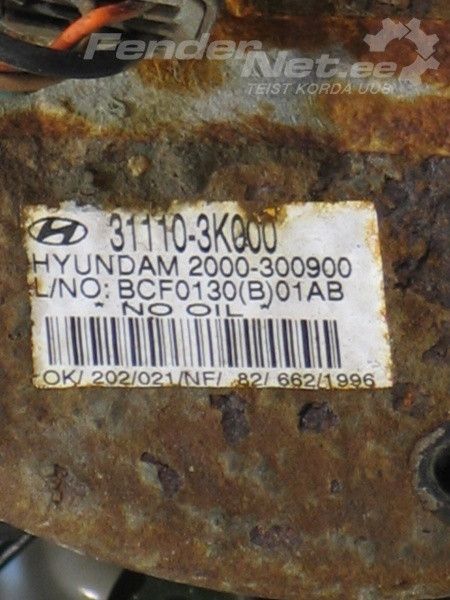 FenderNet.ee
TEIST KORDA UUS
31110-3K000
HYUNDAM 2000-300900
L/NO: BCF0130(B)01AB
* NO OIL *
OK/ 202/021/NF/ 82/ 662/1996